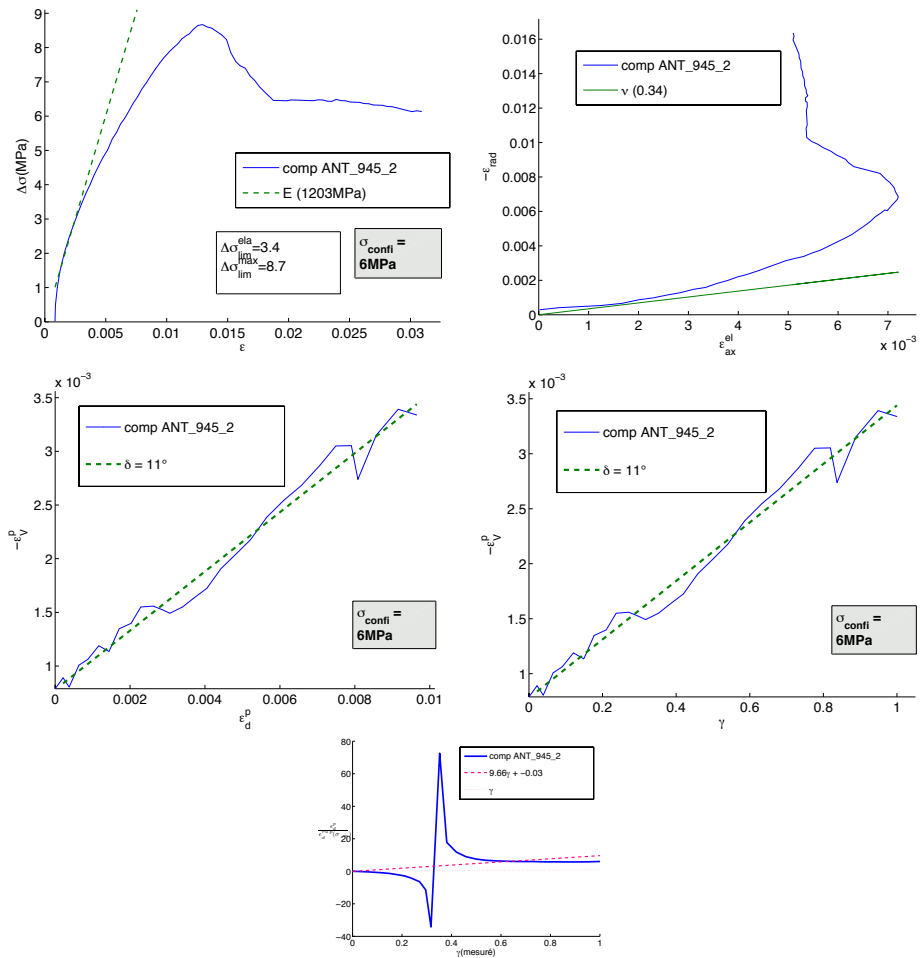 9
8
7
6
5
4
3
2
1
0
Δσ(MPa)
comp ANT_945_2
E (1203MPa)
Δσ^ela_lim=3.4
Δσ^max_lim=8.7
σ_confi =
6MPa
0 0.005 0.01 0.015 0.02 0.025 0.03
ε
0.016
0.014
0.012
0.01
0.008
0.006
0.004
0.002
0
-ε_rad
comp ANT_945_2
ν (0.34)
0 1 2 3 4 5 6 7
ε^el_ax
x 10^-3
x 10^-3
3.5
3
2.5
2
1.5
1
-ε^p_V
comp ANT_945_2
δ = 11°
σ_confi =
6MPa
0 0.002 0.004 0.006 0.008 0.01
ε^p_d
x 10^-3
3.5
3
2.5
2
1.5
1
-ε^p_V
comp ANT_945_2
δ = 11°
σ_confi =
6MPa
0 0.2 0.4 0.6 0.8 1
γ
80
60
40
20
0
−20
−40
comp ANT_945_2
9.66γ + −0.03
γ
0 0.2 0.4 0.6 0.8 1
γ(mesuré)